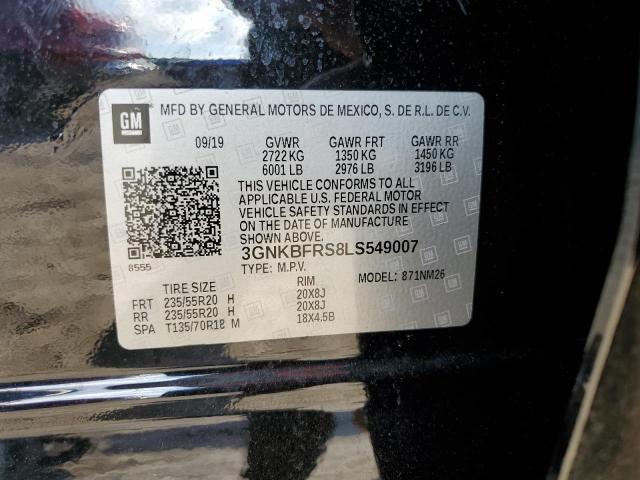 GM
MFD BY GENERAL MOTORS DE MEXICO, S. DE R.L. DE C.V.
09/19 GVWR GAWR FRT GAWR RR
2722 KG 1350 KG 1450 KG
6001 LB 2976 LB 3196 LB
THIS VEHICLE CONFORMS TO ALL
APPLICABLE U.S. FEDERAL MOTOR
VEHICLE SAFETY STANDARDS IN EFFECT
ON THE DATE OF MANUFACTURE SHOWN ABOVE.
3GNKBFRS8LS549007
8555
TYPE: M.P.V. MODEL: 871NM26
TIRE SIZE RIM
FRT 235/55R20 H 20X8J
RR 235/55R20 H 20X8J
SPA T135/70R18 M 18X4.5B